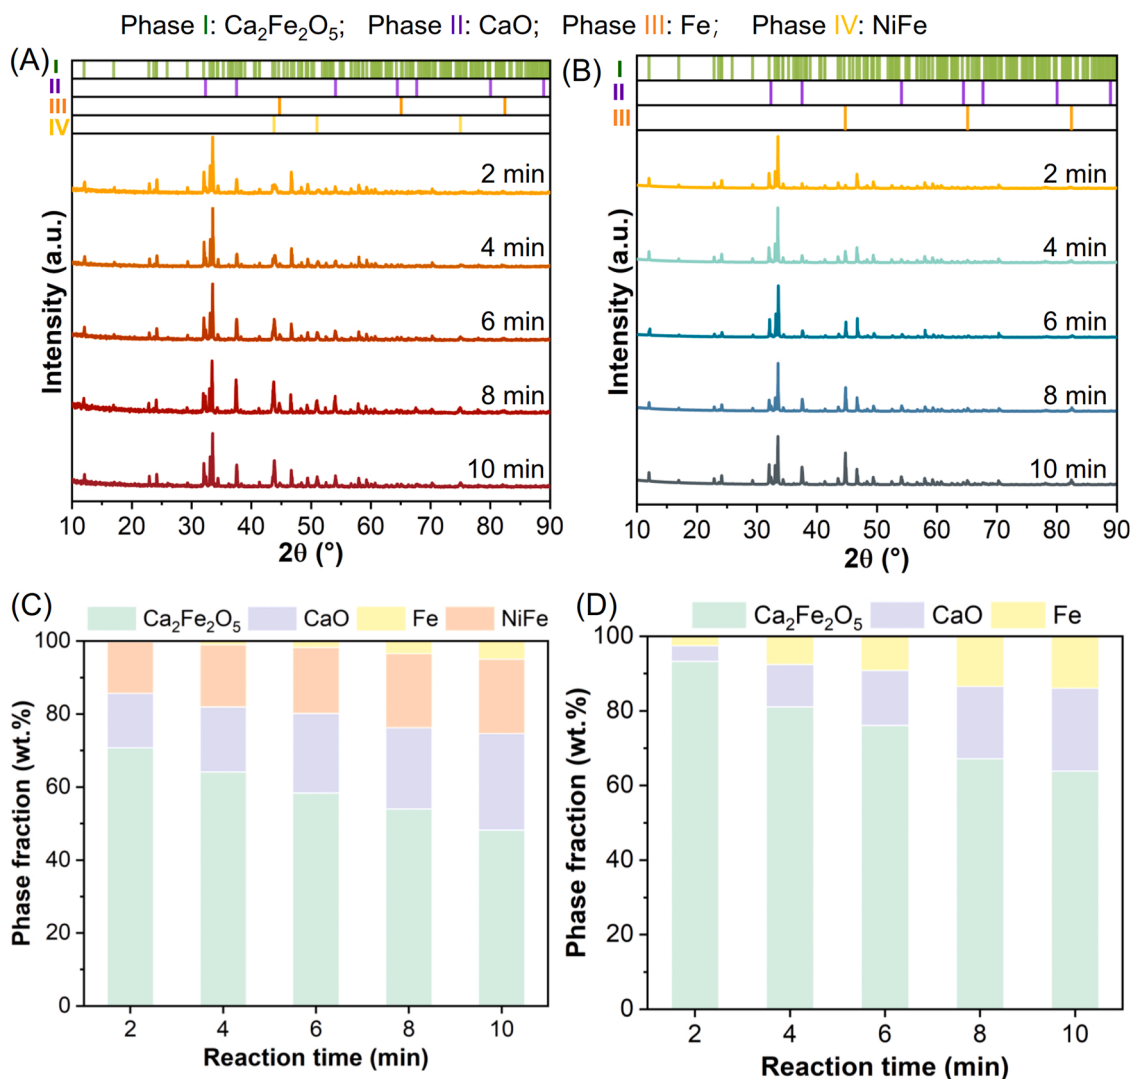 Phase I: Ca₂Fe₂O₅; Phase II: CaO; Phase III: Fe; Phase IV: NiFe
(A)
I
II
III
IV
2 min
4 min
6 min
8 min
10 min
Intensity (a.u.)
10 20 30 40 50 60 70 80 90
2θ (°)
(B)
I
II
III
2 min
4 min
6 min
8 min
10 min
Intensity (a.u.)
10 20 30 40 50 60 70 80 90
2θ (°)
(C)
Ca₂Fe₂O₅ CaO Fe NiFe
Phase fraction (wt.%)
100
80
60
40
20
0
2 4 6 8 10
Reaction time (min)
(D)
Ca₂Fe₂O₅ CaO Fe
Phase fraction (wt.%)
100
80
60
40
20
0
2 4 6 8 10
Reaction time (min)